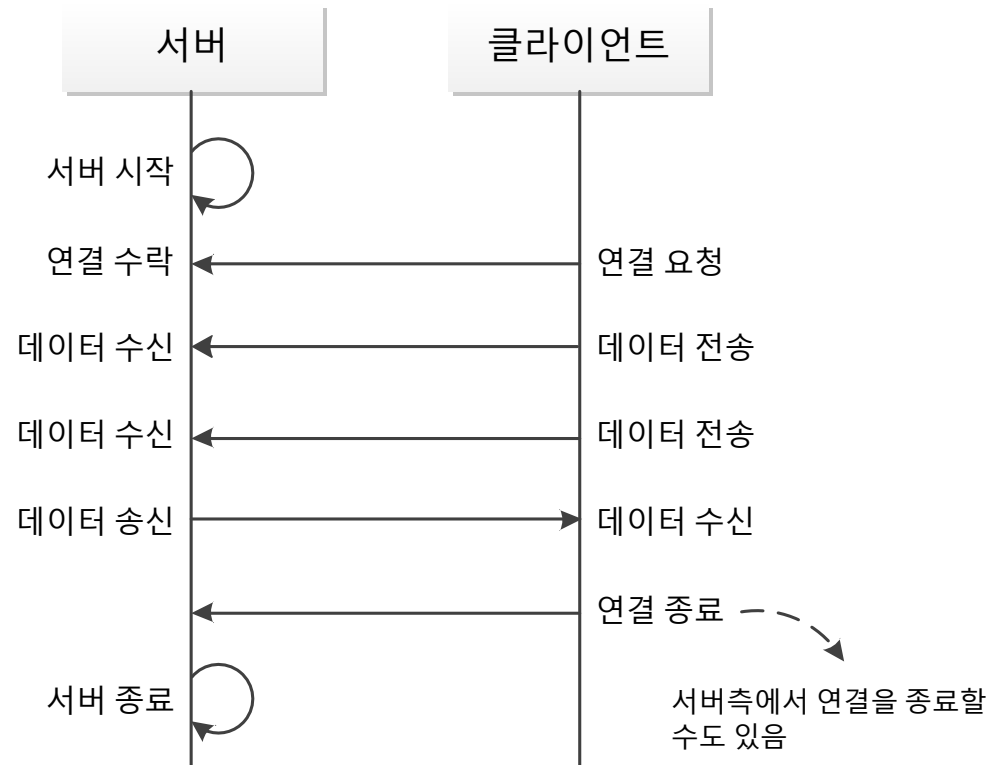 서버
클라이언트
서버 시작
연결 수락
연결 요청
데이터 수신
데이터 전송
데이터 수신
데이터 전송
데이터 송신
데이터 수신
연결 종료
서버 종료
서버측에서 연결을 종료할
수도 있음